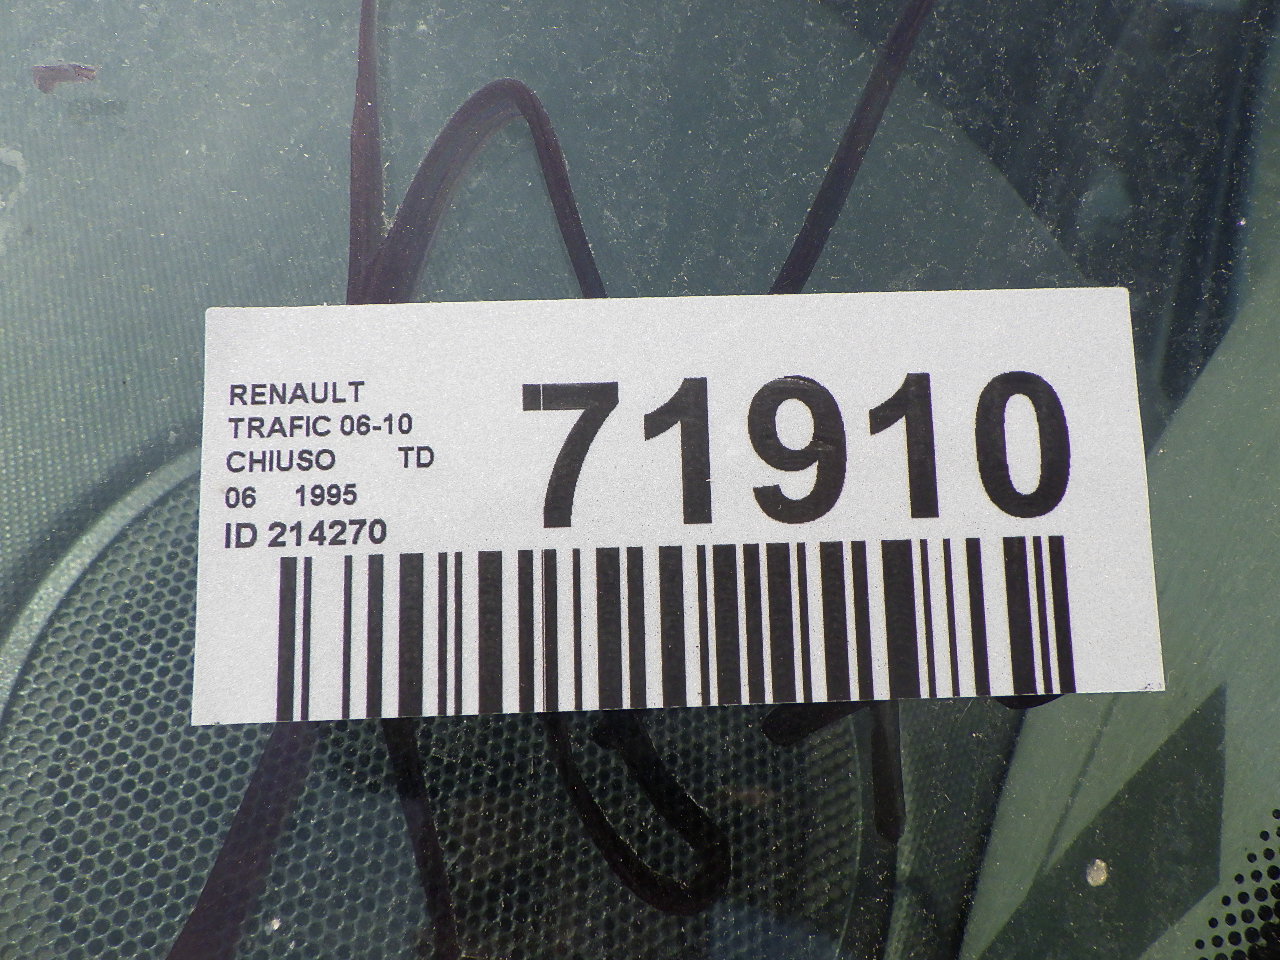 RENAULT
TRAFIC 06-10
CHIUSO TD
06 1995
ID 214270
71910